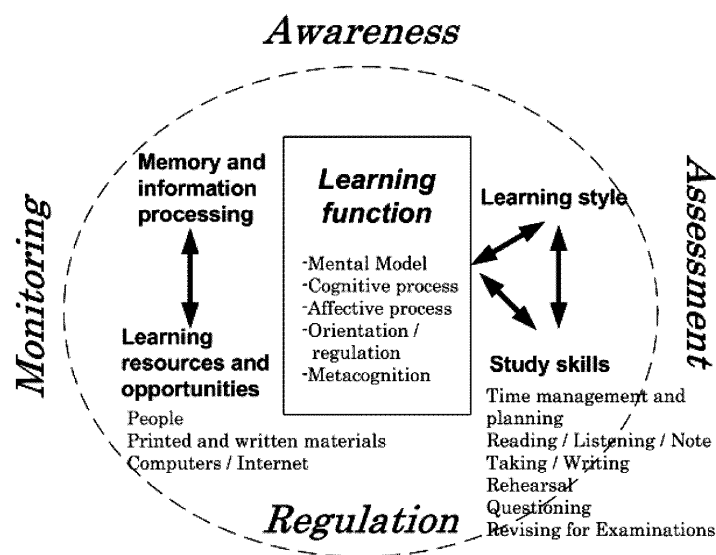 Awareness
Monitoring
Memory and
information
processing
Learning
resources and
opportunities
People
Printed and written materials
Computers / Internet
Learning
function
-Mental Model
-Cognitive process
-Affective process
-Orientation /
regulation
-Metacognition
Learning style
Study skills
Time management and
planning
Reading / Listening / Note
Taking / Writing
Rehearsal
Questioning
Revising for Examinations
Assessment
Regulation